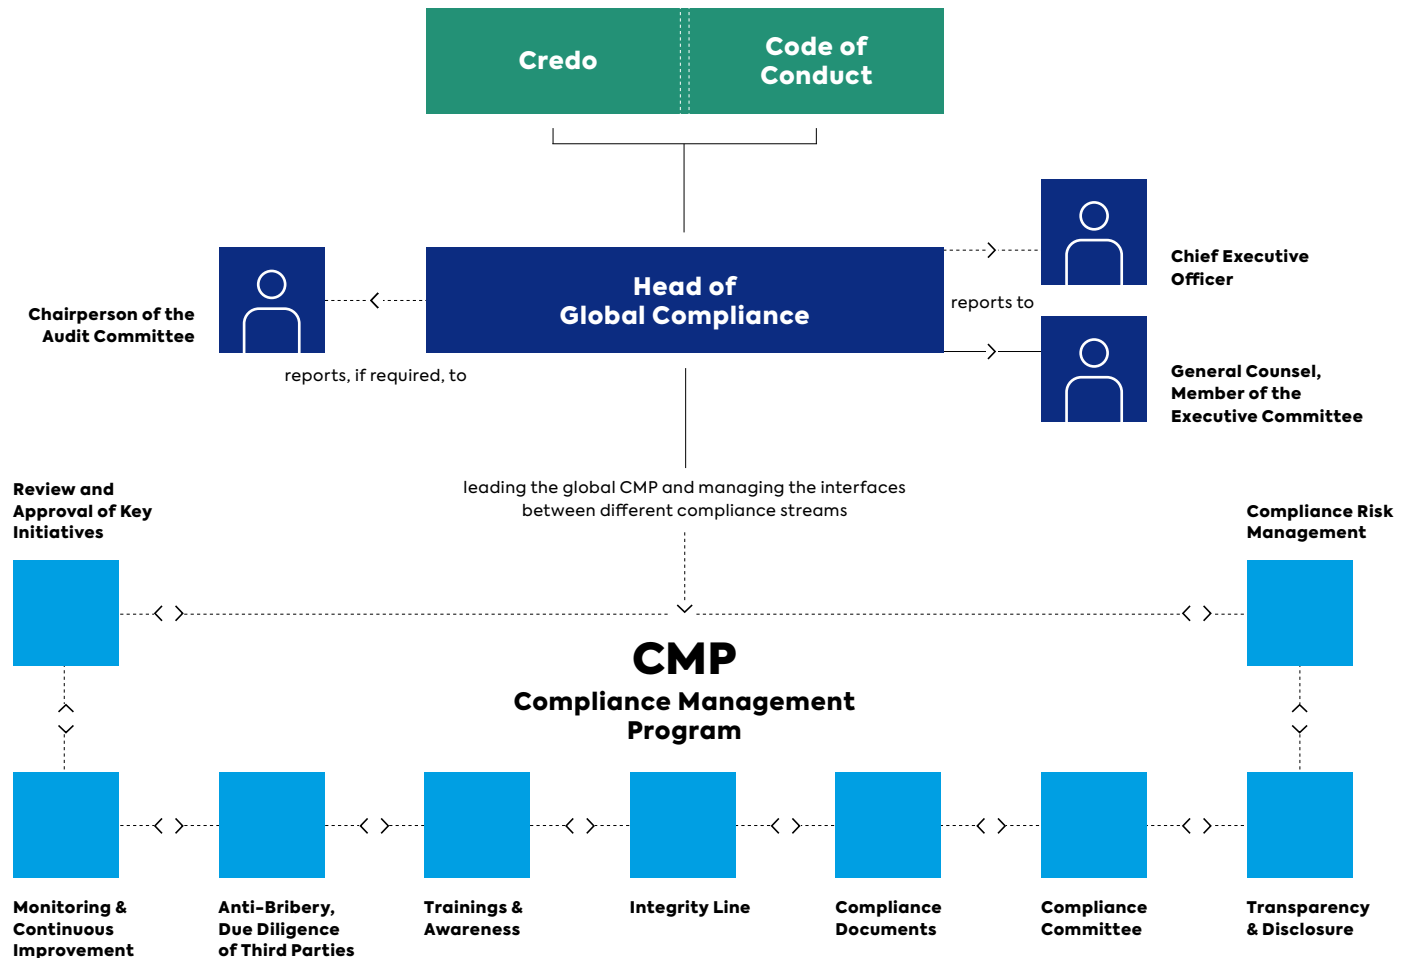 Credo
Code of
Conduct
Head of
Global Compliance
Chairperson of the
Audit Committee
reports, if required, to
reports to
Chief Executive
Officer
General Counsel,
Member of the
Executive Committee
leading the global CMP and managing the interfaces
between different compliance streams
Review and
Approval of Key
Initiatives
Compliance Risk
Management
CMP
Compliance Management
Program
Monitoring &
Continuous
Improvement
Anti-Bribery,
Due Diligence
of Third Parties
Trainings &
Awareness
Integrity Line
Compliance
Documents
Compliance
Committee
Transparency
& Disclosure